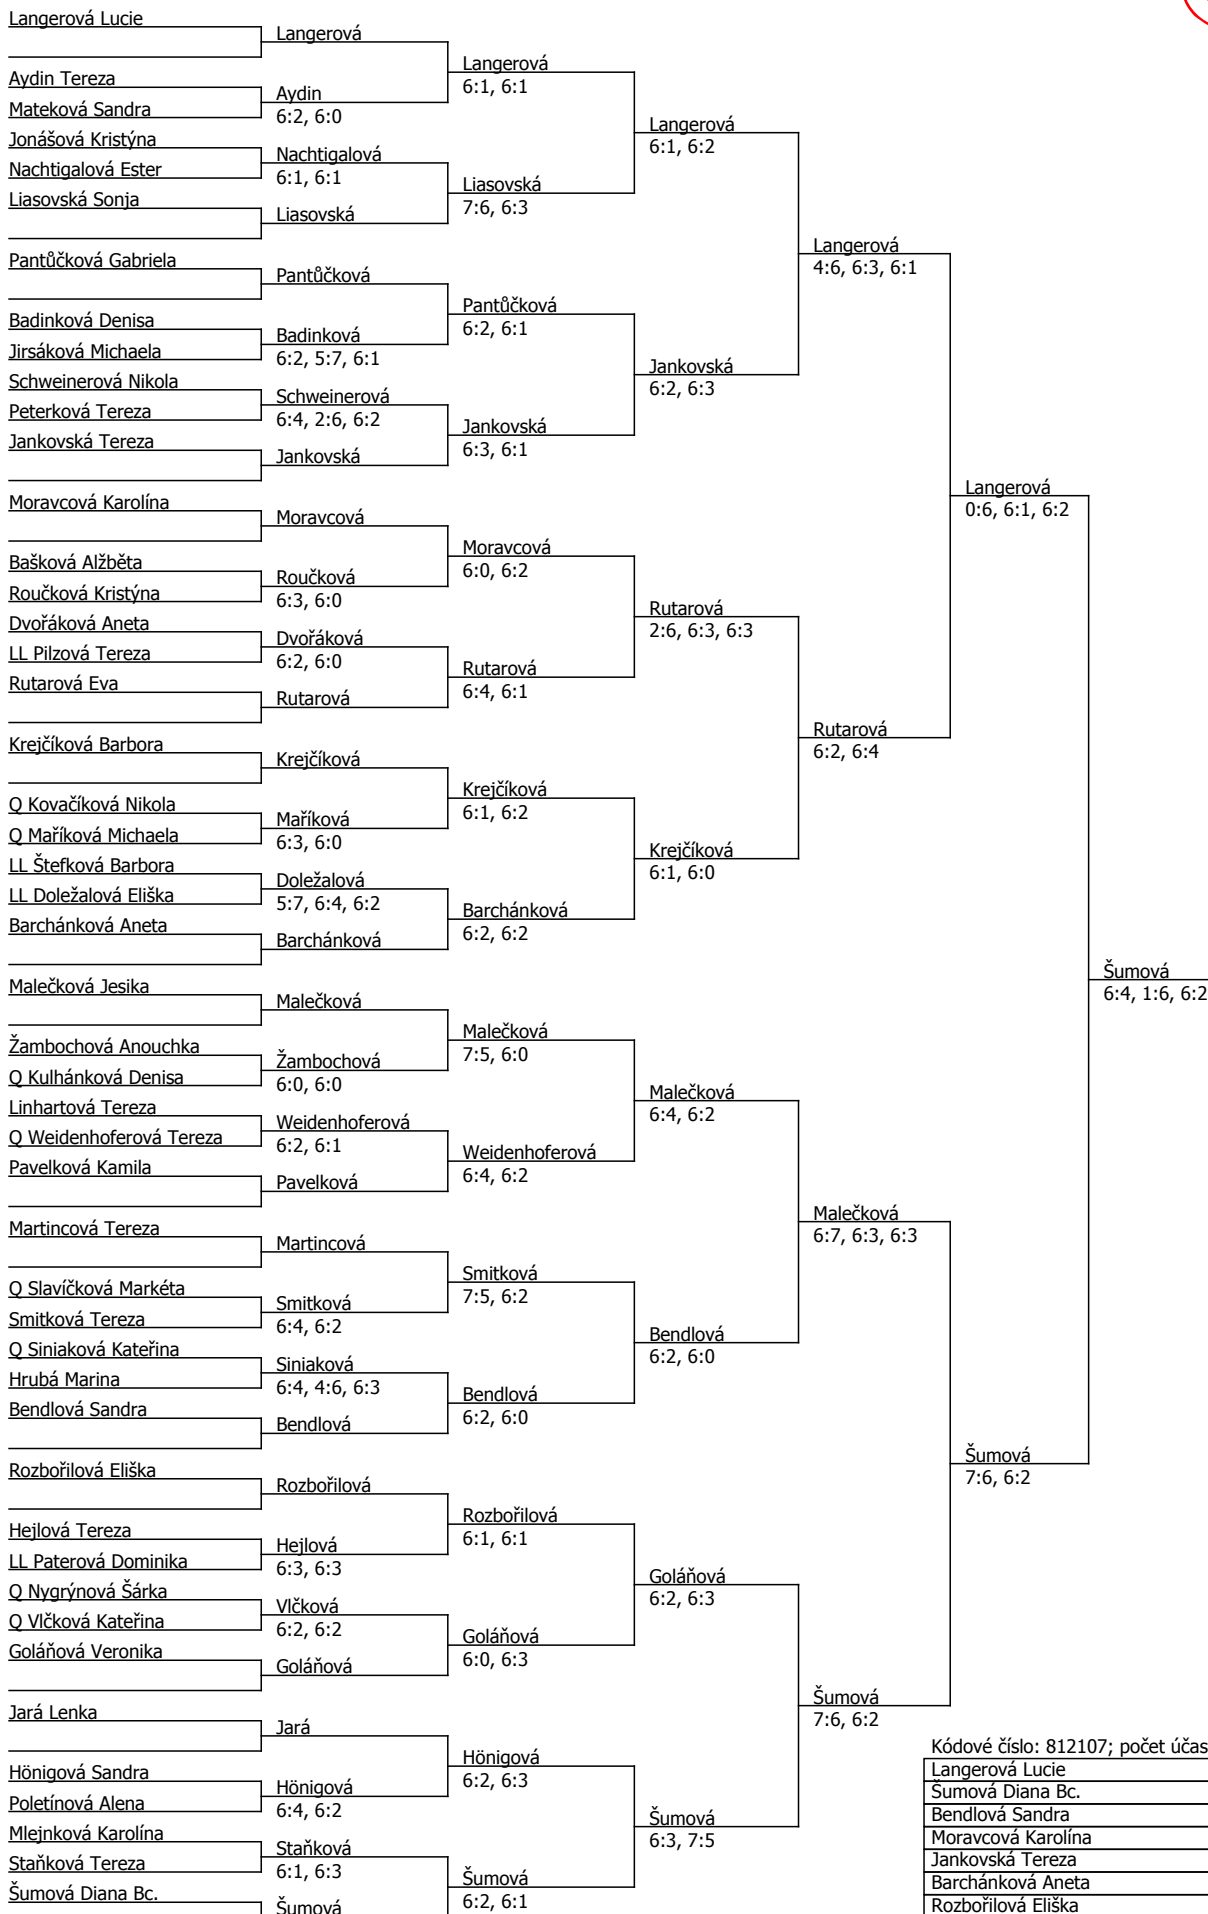 Langerová Lucie
Aydin Tereza
Mateková Sandra
Jonášová Kristýna
Nachtigalová Ester
Liasovská Sonja
Pantůčková Gabriela
Badinková Denisa
Jirsáková Michaela
Schweinerová Nikola
Peterková Tereza
Jankovská Tereza
Moravcová Karolína
Bašková Alžběta
Roučková Kristýna
Dvořáková Aneta
LL Pilzová Tereza
Rutarová Eva
Krejčíková Barbora
Q Kovačíková Nikola
Q Maříková Michaela
LL Štefková Barbora
LL Doležalová Eliška
Barchánková Aneta
Malečková Jesika
Žambochová Anouchka
Q Kulhánková Denisa
Linhartová Tereza
Q Weidenhoferová Tereza
Pavelková Kamila
Martincová Tereza
Q Slavíčková Markéta
Smitková Tereza
Q Siniaková Kateřina
Hrubá Marina
Bendlová Sandra
Rozbořilová Eliška
Hejlová Tereza
LL Paterová Dominika
Q Nygrýnová Šárka
Q Vlčková Kateřina
Goláňová Veronika
Jará Lenka
Hönigová Sandra
Poletínová Alena
Mlejnková Karolína
Staňková Tereza
Šumová Diana Bc.
Langerová
Aydin
6:2, 6:0
Nachtigalová
6:1, 6:1
Liasovská
Pantůčková
Badinková
6:2, 5:7, 6:1
Schweinerová
6:4, 2:6, 6:2
Jankovská
Moravcová
Roučková
6:3, 6:0
Dvořáková
6:2, 6:0
Rutarová
Krejčíková
Maříková
6:3, 6:0
Doležalová
5:7, 6:4, 6:2
Barchánková
Malečková
Žambochová
6:0, 6:0
Weidenhoferová
6:2, 6:1
Pavelková
Martincová
Smitková
6:4, 6:2
Siniaková
6:4, 4:6, 6:3
Bendlová
Rozbořilová
Hejlová
6:3, 6:3
Vlčková
6:2, 6:2
Goláňová
Jará
Hönigová
6:4, 6:2
Staňková
6:1, 6:3
Šumová
Langerová
6:1, 6:1
Liasovská
7:6, 6:3
Pantůčková
6:2, 6:1
Jankovská
6:3, 6:1
Moravcová
6:0, 6:2
Rutarová
6:4, 6:1
Krejčíková
6:1, 6:2
Barchánková
6:2, 6:2
Malečková
7:5, 6:0
Weidenhoferová
6:4, 6:2
Smitková
7:5, 6:2
Bendlová
6:2, 6:0
Rozbořilová
6:1, 6:1
Goláňová
6:0, 6:3
Hönigová
6:2, 6:3
Šumová
6:2, 6:1
Langerová
6:1, 6:2
Jankovská
6:2, 6:3
Rutarová
2:6, 6:3, 6:3
Krejčíková
6:1, 6:0
Malečková
6:4, 6:2
Bendlová
6:2, 6:0
Goláňová
6:2, 6:3
Šumová
6:3, 7:5
Langerová
4:6, 6:3, 6:1
Rutarová
6:2, 6:4
Malečková
6:7, 6:3, 6:3
Šumová
7:6, 6:2
Langerová
0:6, 6:1, 6:2
Šumová
7:6, 6:2
Šumová
6:4, 1:6, 6:2
Kódové číslo: 812107; počet účas
Langerová Lucie
Šumová Diana Bc.
Bendlová Sandra
Moravcová Karolína
Jankovská Tereza
Barchánková Aneta
Rozbořilová Eliška